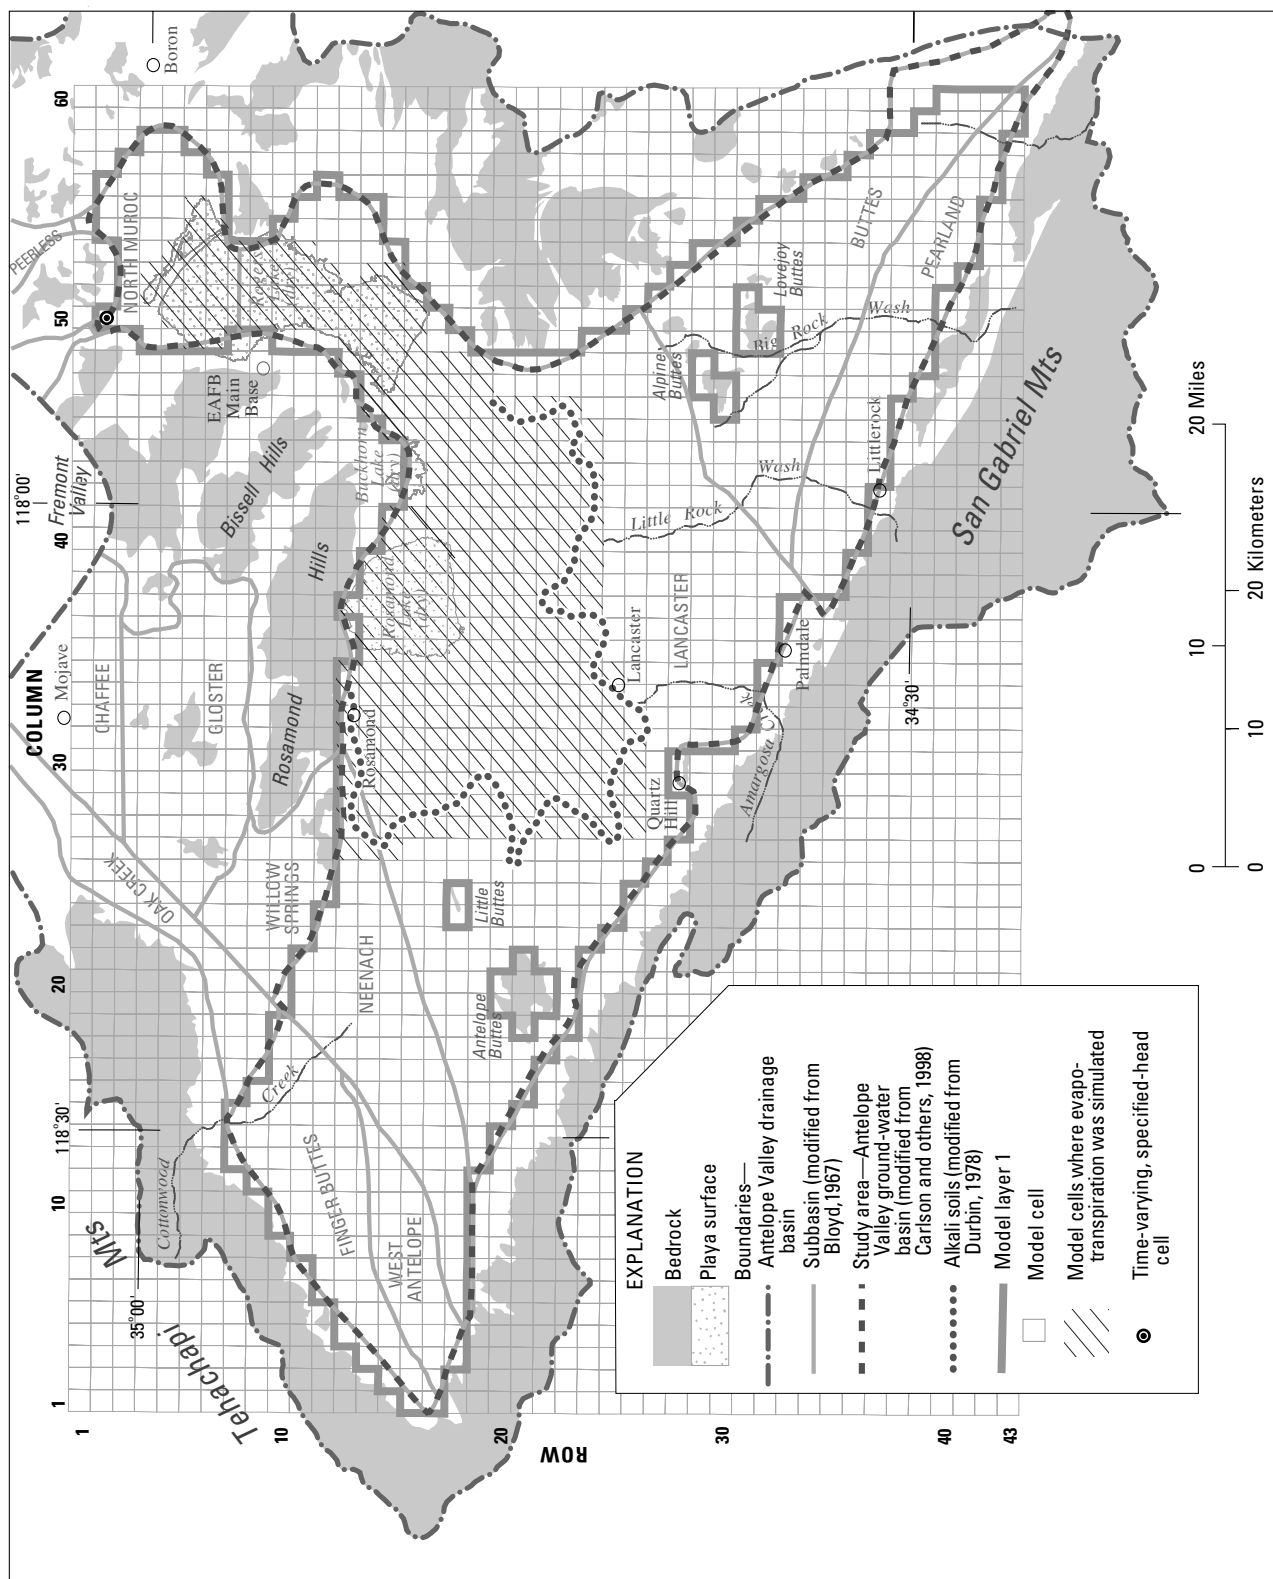 COLUMN
1
10
20
30
40
50
60
ROW
1
10
20
30
40
43
118°30'
118°00'
35°00'
34°30'
Tehachapi
Mts
Cottonwood
Creek
FINGER BUTTES
WEST
ANTELOPE
NEENACH
OAK CREEK
WILLOW
SPRINGS
Antelope
Buttes
Little
Buttes
Mojave
CHAFFEE
GLOSTER
Rosamond
Hills
Rosamond
Bissell Hills
Fremont
Valley
Rosamond
Lake
(dry)
Buckhorn
Lake
(dry)
EAFB
Main
Base
PEERLESS
NORTH MUROC
Rogers
Lake
(dry)
Boron
Lancaster
LANCASTER
Quartz
Hill
Amargosa Crk.
Palmdale
Little Rock
Wash
Littlerock
Alpine
Buttes
Big Rock
Wash
Lovejoy
Buttes
BUTTES
PEARLAND
San Gabriel Mts
EXPLANATION
Bedrock
Playa surface
Boundaries—
Antelope Valley drainage
basin
Subbasin (modified from
Bloyd,1967)
Study area—Antelope
Valley ground-water
basin (modified from
Carlson and others, 1998)
Alkali soils (modified from
Durbin, 1978)
Model layer 1
Model cell
Model cells where evapo-
transpiration was simulated
Time-varying, specified-head
cell
0
10
20 Miles
0
10
20 Kilometers